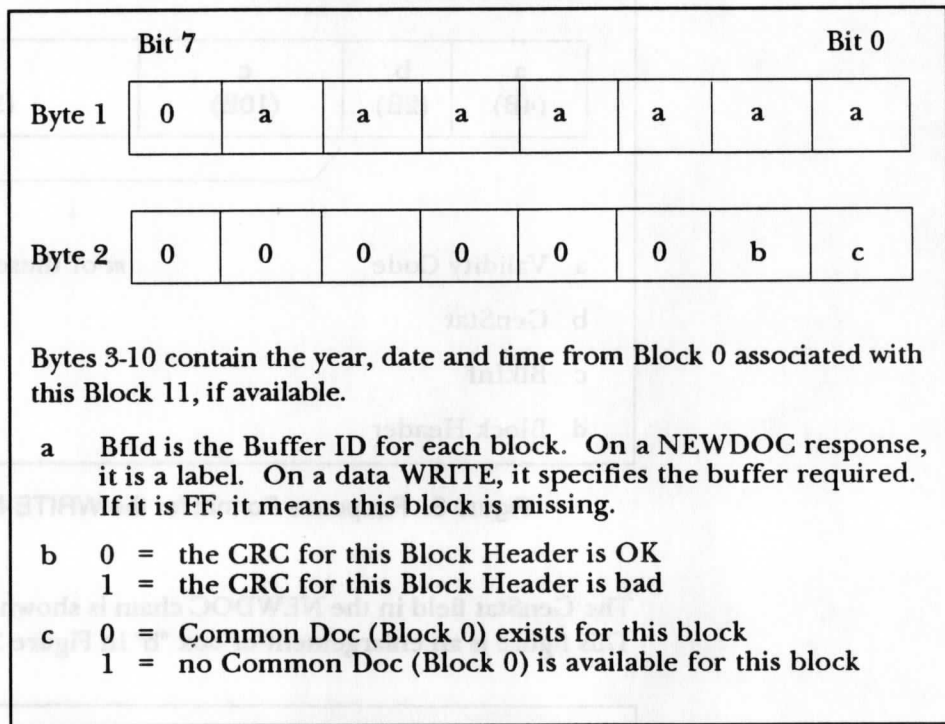 Bit 7 Bit 0
Byte 1 0 a a a a a a a
Byte 2 0 0 0 0 0 0 b c
Bytes 3-10 contain the year, date and time from Block 0 associated with
this Block 11, if available.
a BfId is the Buffer ID for each block. On a NEWDOC response,
it is a label. On a data WRITE, it specifies the buffer required.
If it is FF, it means this block is missing.
b 0 = the CRC for this Block Header is OK
1 = the CRC for this Block Header is bad
c 0 = Common Doc (Block 0) exists for this block
1 = no Common Doc (Block 0) is available for this block